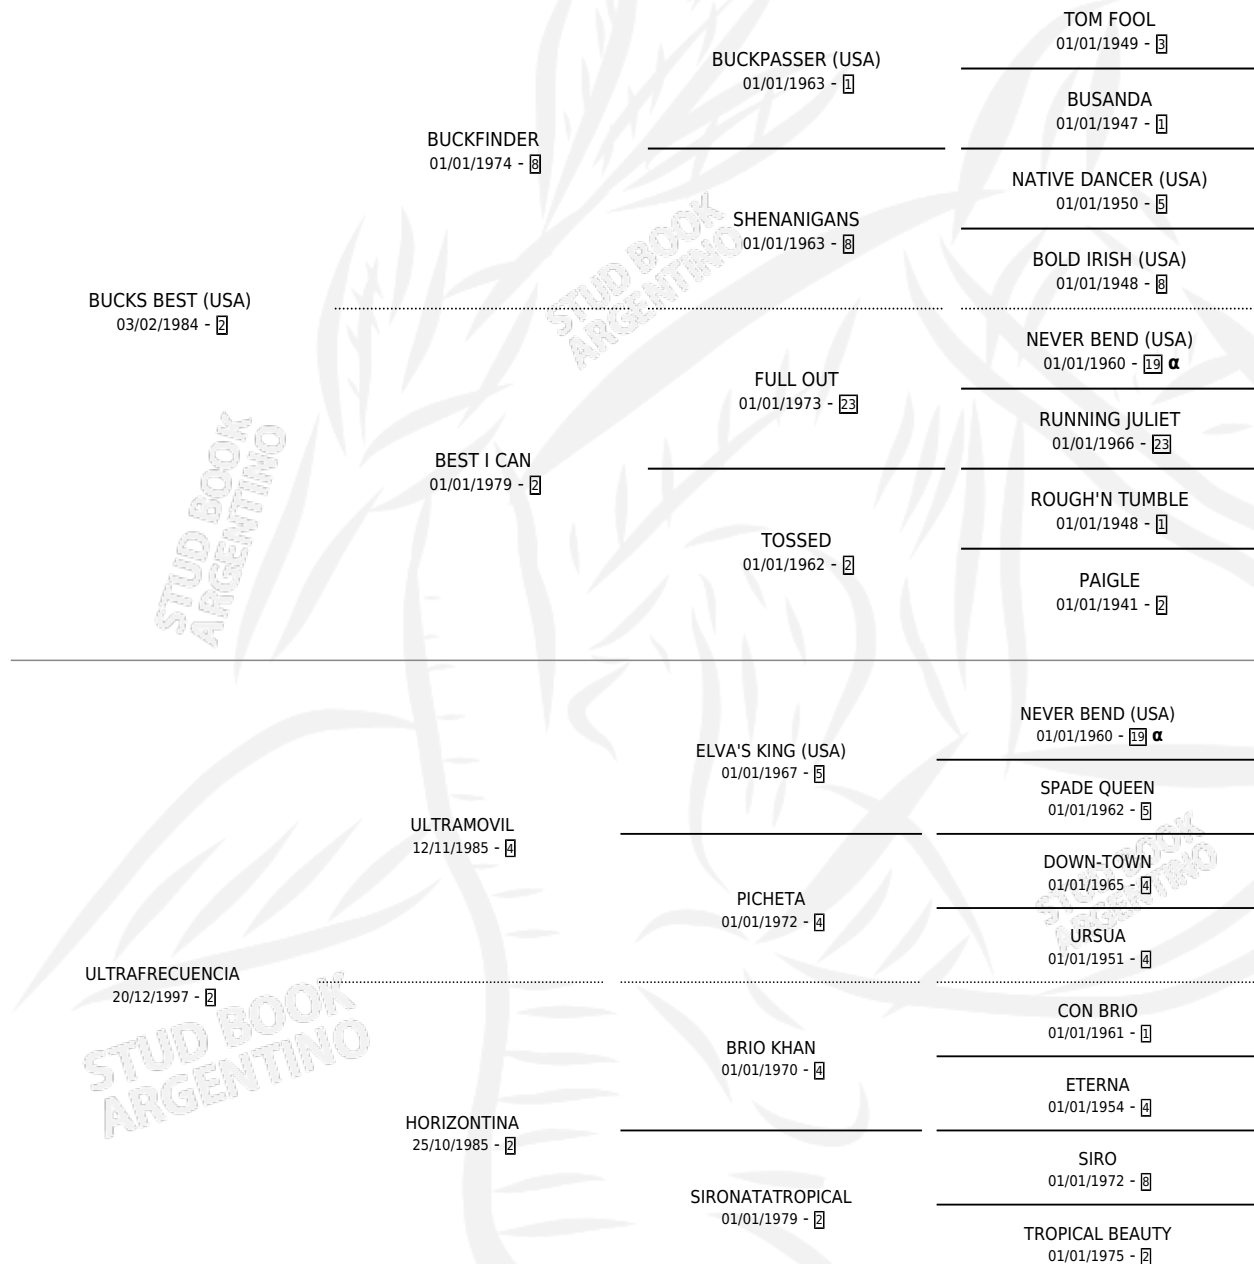 TOM FOOL
01/01/1949 - 3
BUCKPASSER (USA)
01/01/1963 - 1
BUSANDA
01/01/1947 - 1
BUCKFINDER
01/01/1974 - 8
NATIVE DANCER (USA)
01/01/1950 - 5
SHENANIGANS
01/01/1963 - 8
BOLD IRISH (USA)
01/01/1948 - 8
BUCKS BEST (USA)
03/02/1984 - 2
STUD BOOK
ARGENTINO
NEVER BEND (USA)
01/01/1960 - 19 α
FULL OUT
01/01/1973 - 23
RUNNING JULIET
01/01/1966 - 23
BEST I CAN
01/01/1979 - 2
STUD BOOK
ARGENTINO
ROUGH'N TUMBLE
01/01/1948 - 1
TOSSED
01/01/1962 - 2
PAIGLE
01/01/1941 - 2
NEVER BEND (USA)
01/01/1960 - 19 α
ELVA'S KING (USA)
01/01/1967 - 5
SPADE QUEEN
01/01/1962 - 5
ULTRAMOVIL
12/11/1985 - 4
DOWN-TOWN
01/01/1965 - 4
STUD BOOK
ARGENTINO
PICHETA
01/01/1972 - 4
URSUA
01/01/1951 - 4
ULTRAFRECUENCIA
20/12/1997 - 2
STUD BOOK
ARGENTINO
CON BRIO
01/01/1961 - 1
BRIO KHAN
01/01/1970 - 4
ETERNA
01/01/1954 - 4
HORIZONTINA
25/10/1985 - 2
SIRO
01/01/1972 - 8
SIRONATATROPICAL
01/01/1979 - 2
TROPICAL BEAUTY
01/01/1975 - 2